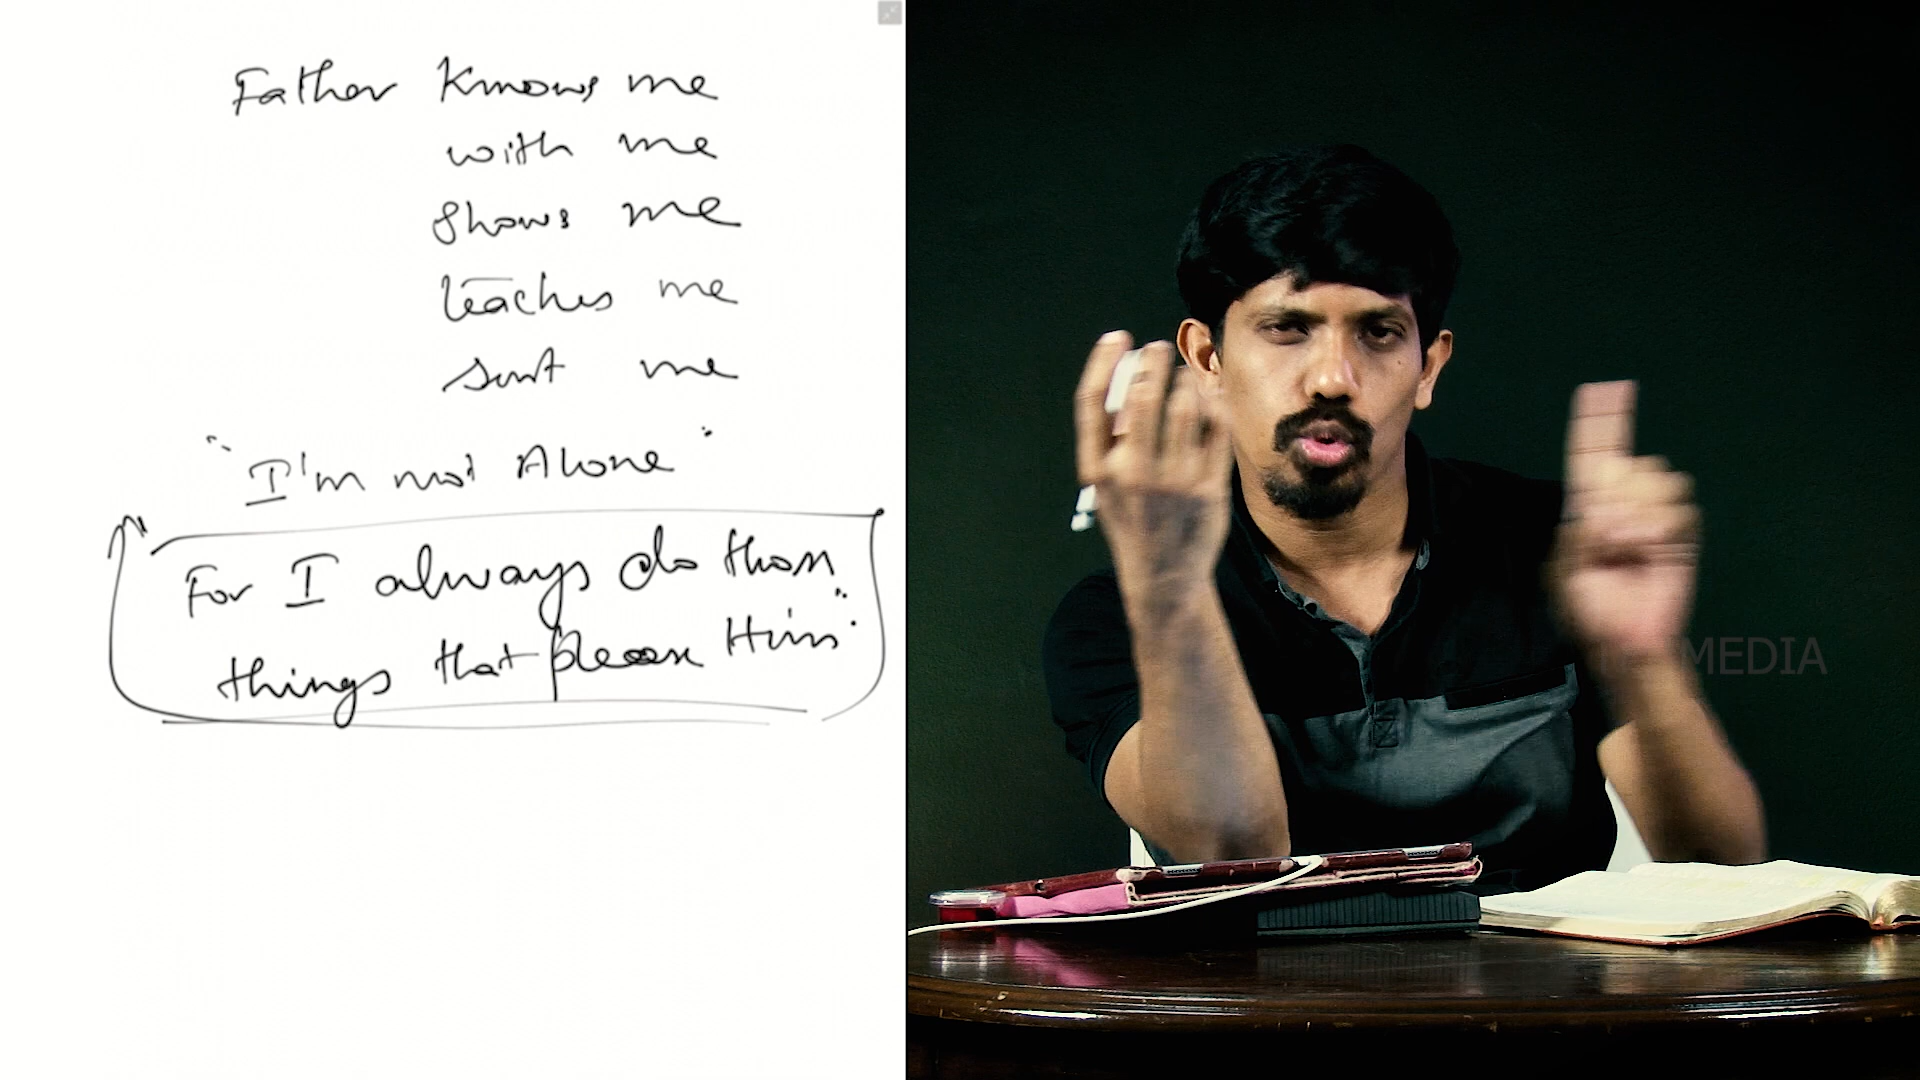 Father Knows me
with me
shows me
teaches me
sent me
"I'm not Alone"
"For I always do those
things that please Him"
MEDIA